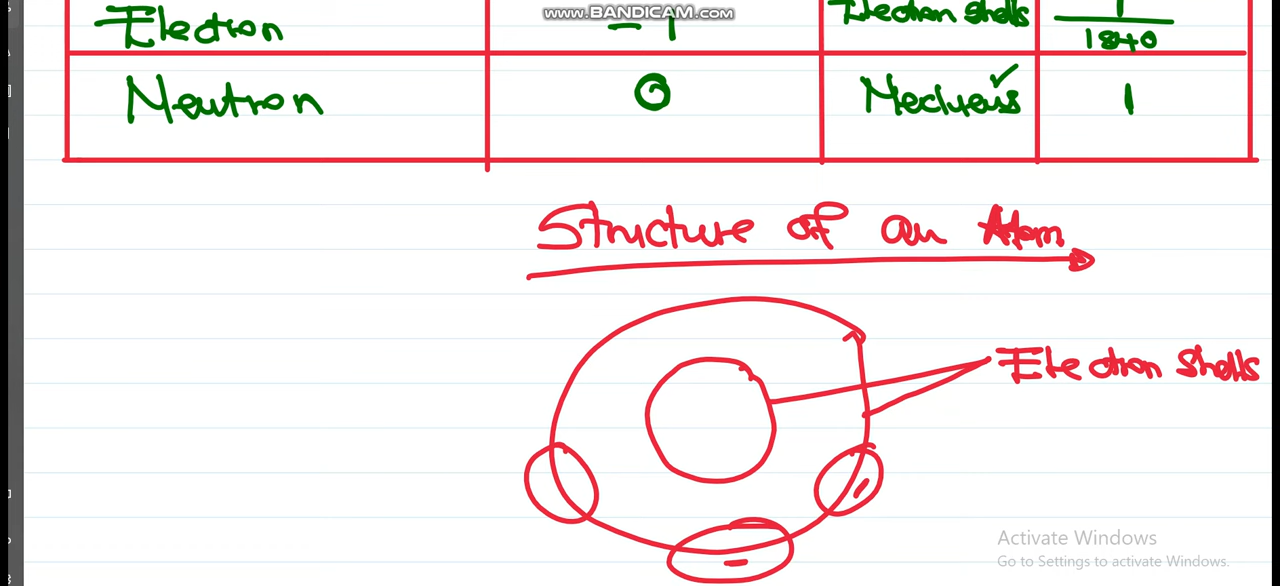 www.BANDICAM.com
Electron -1 Electron Shells 1/1840
Neutron 0 Necluens 1
Structure of an Atom
Electron Shells
-
Activate Windows
Go to Settings to activate Windows.